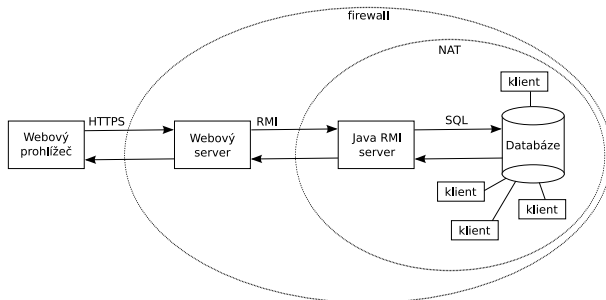 firewall
NAT
klient
HTTPS
RMI
SQL
Webový
prohlížeč
Webový
server
Java RMI
server
Databáze
klient
klient
klient